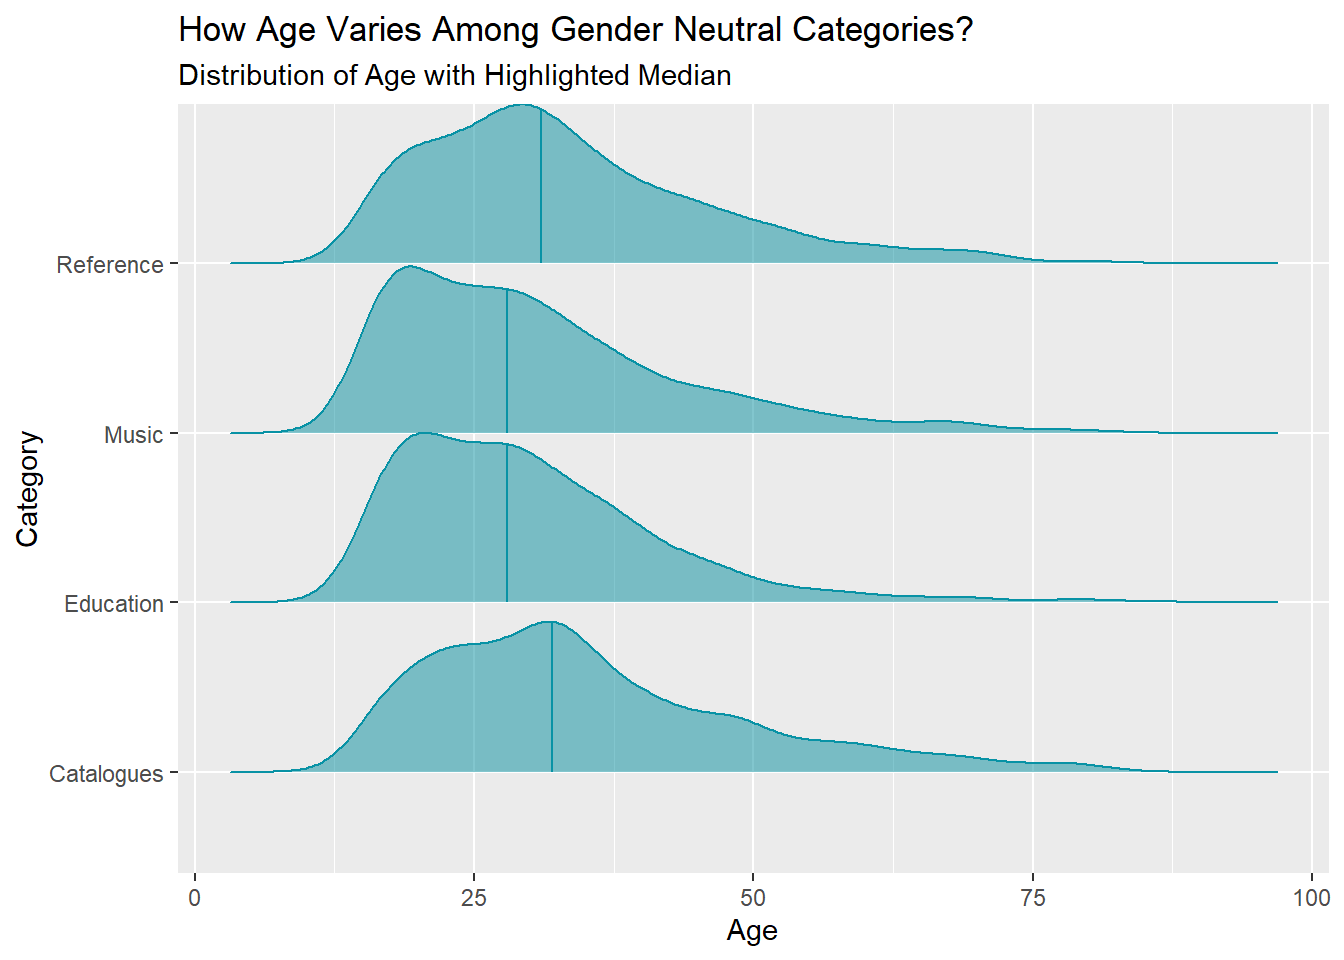 How Age Varies Among Gender Neutral Categories?
Distribution of Age with Highlighted Median
Reference
Music
Education
Catalogues
Category
0 25 50 75 100
Age